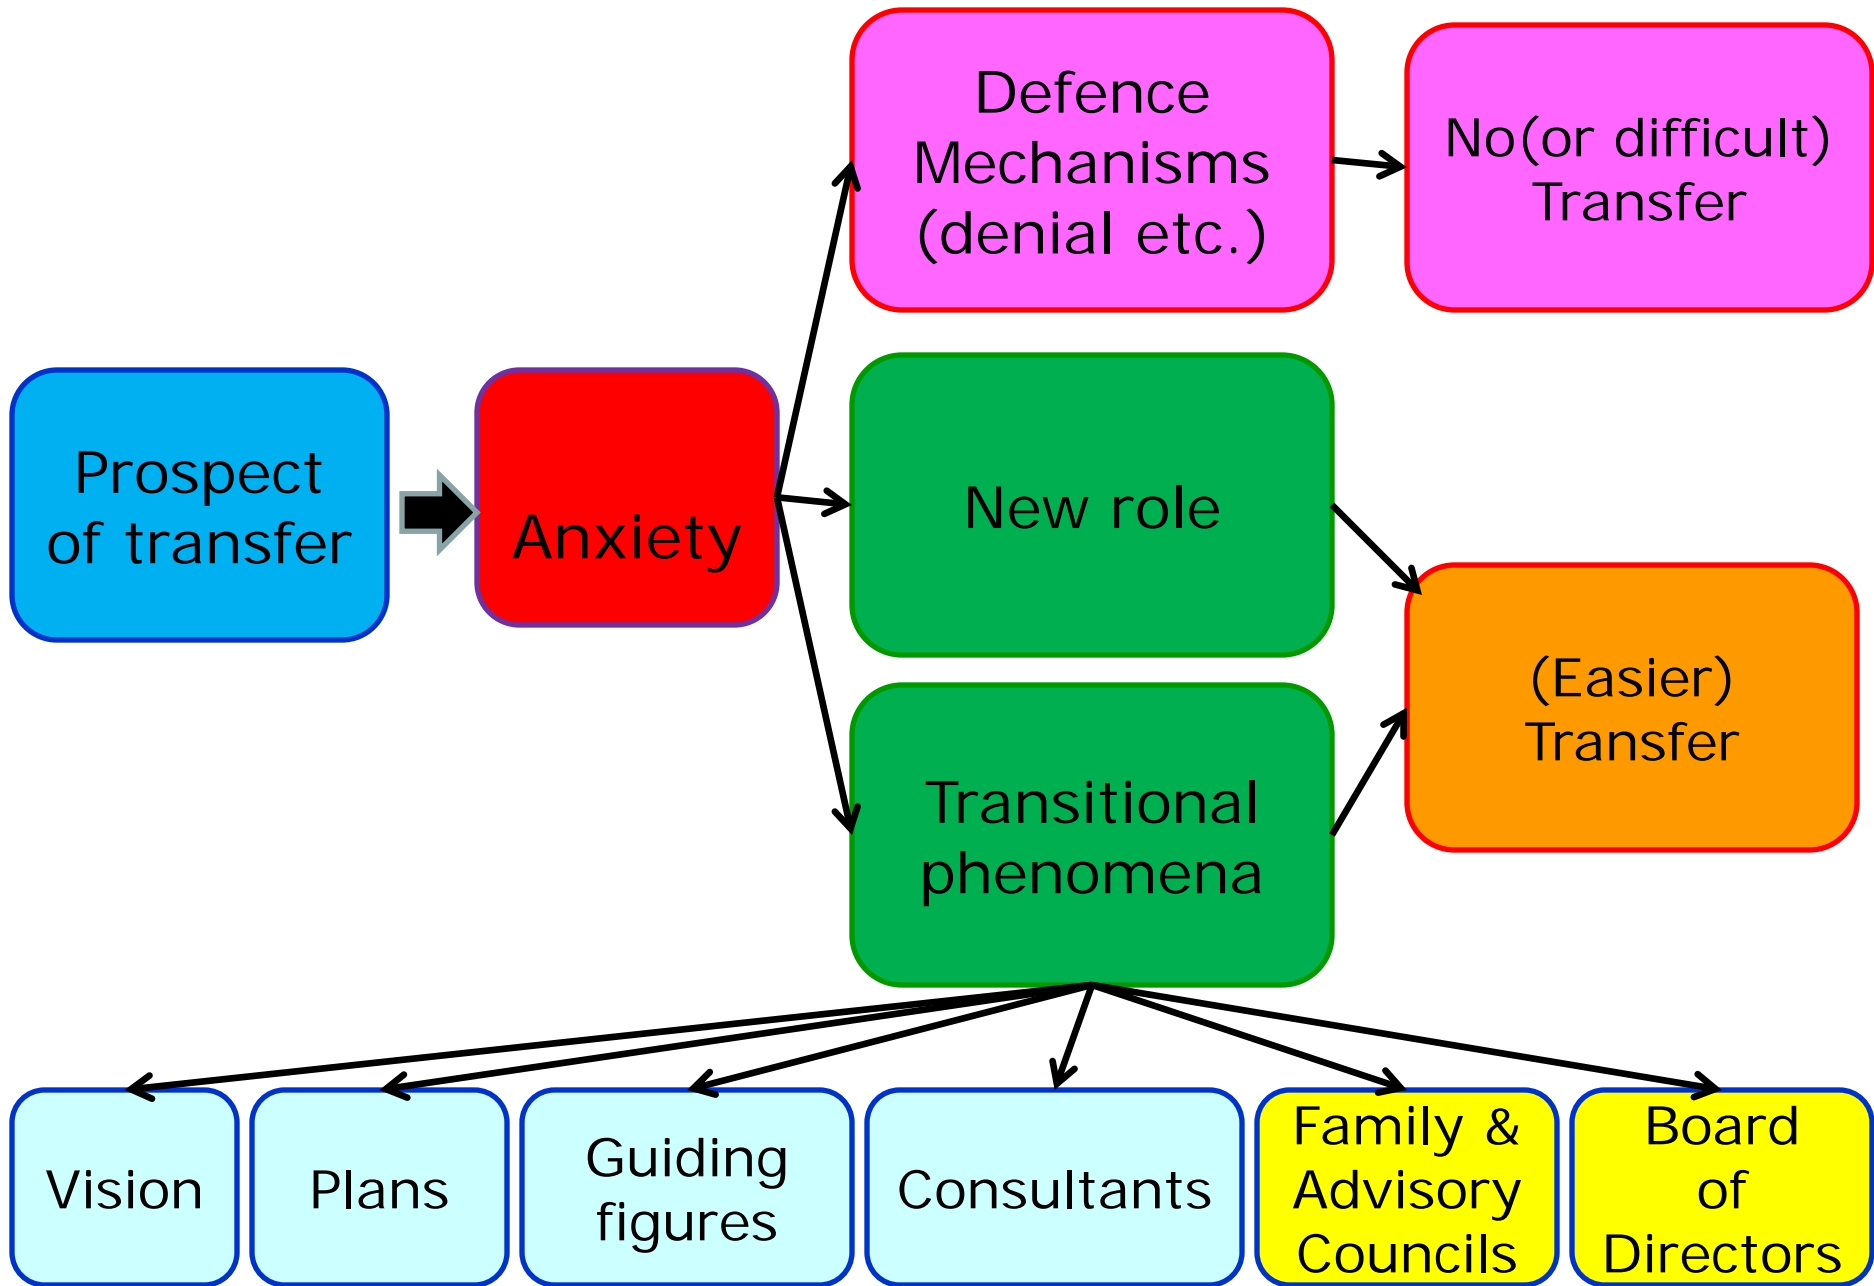 Defence
Mechanisms
(denial etc.)
No(or difficult)
Transfer
Prospect
of transfer
Anxiety
New role
(Easier)
Transfer
Transitional
phenomena
Vision
Plans
Guiding
figures
Consultants
Family &
Advisory
Councils
Board
of
Directors